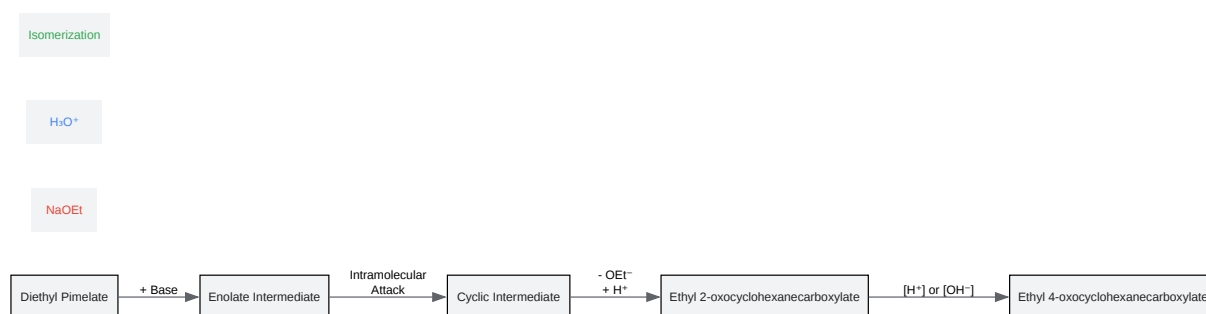 Isomerization
H₃O⁺
NaOEt
Diethyl Pimelate
+ Base
Enolate Intermediate
Intramolecular
Attack
Cyclic Intermediate
- OEt⁻
+ H⁺
Ethyl 2-oxocyclohexanecarboxylate
[H⁺] or [OH⁻]
Ethyl 4-oxocyclohexanecarboxylate